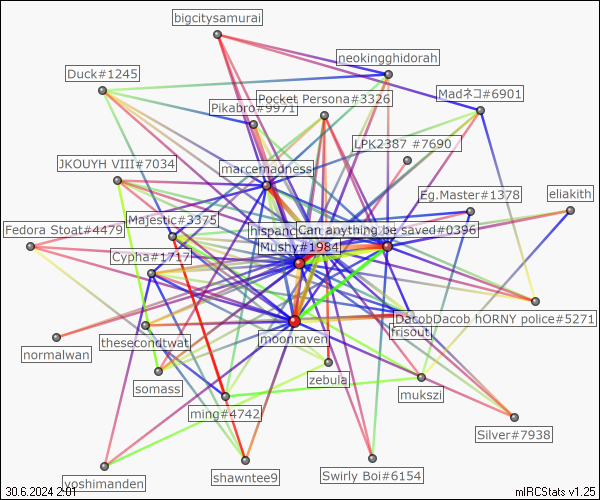 bigcitysamurai
neokingghidorah
Duck#1245
Pocket Persona#3326
Madネコ#6901
Pikabro#9971
LPK2387 #7690
JKOUYH VIII#7034
marcemadness
Eg.Master#1378
eliakith
Majestic#3375
Fedora Stoat#4479
hispanc
Can anything be saved#0396
Mushy#1984
Cypha#1717
DacobDacob hORNY police#5271
frisout
thesecondtwat
moonraven
normalwan
zebula
somass
mukszi
ming#4742
Silver#7938
shawntee9
Swirly Boi#6154
yoshimanden
30.6.2024 2:01
mIRCStats v1.25